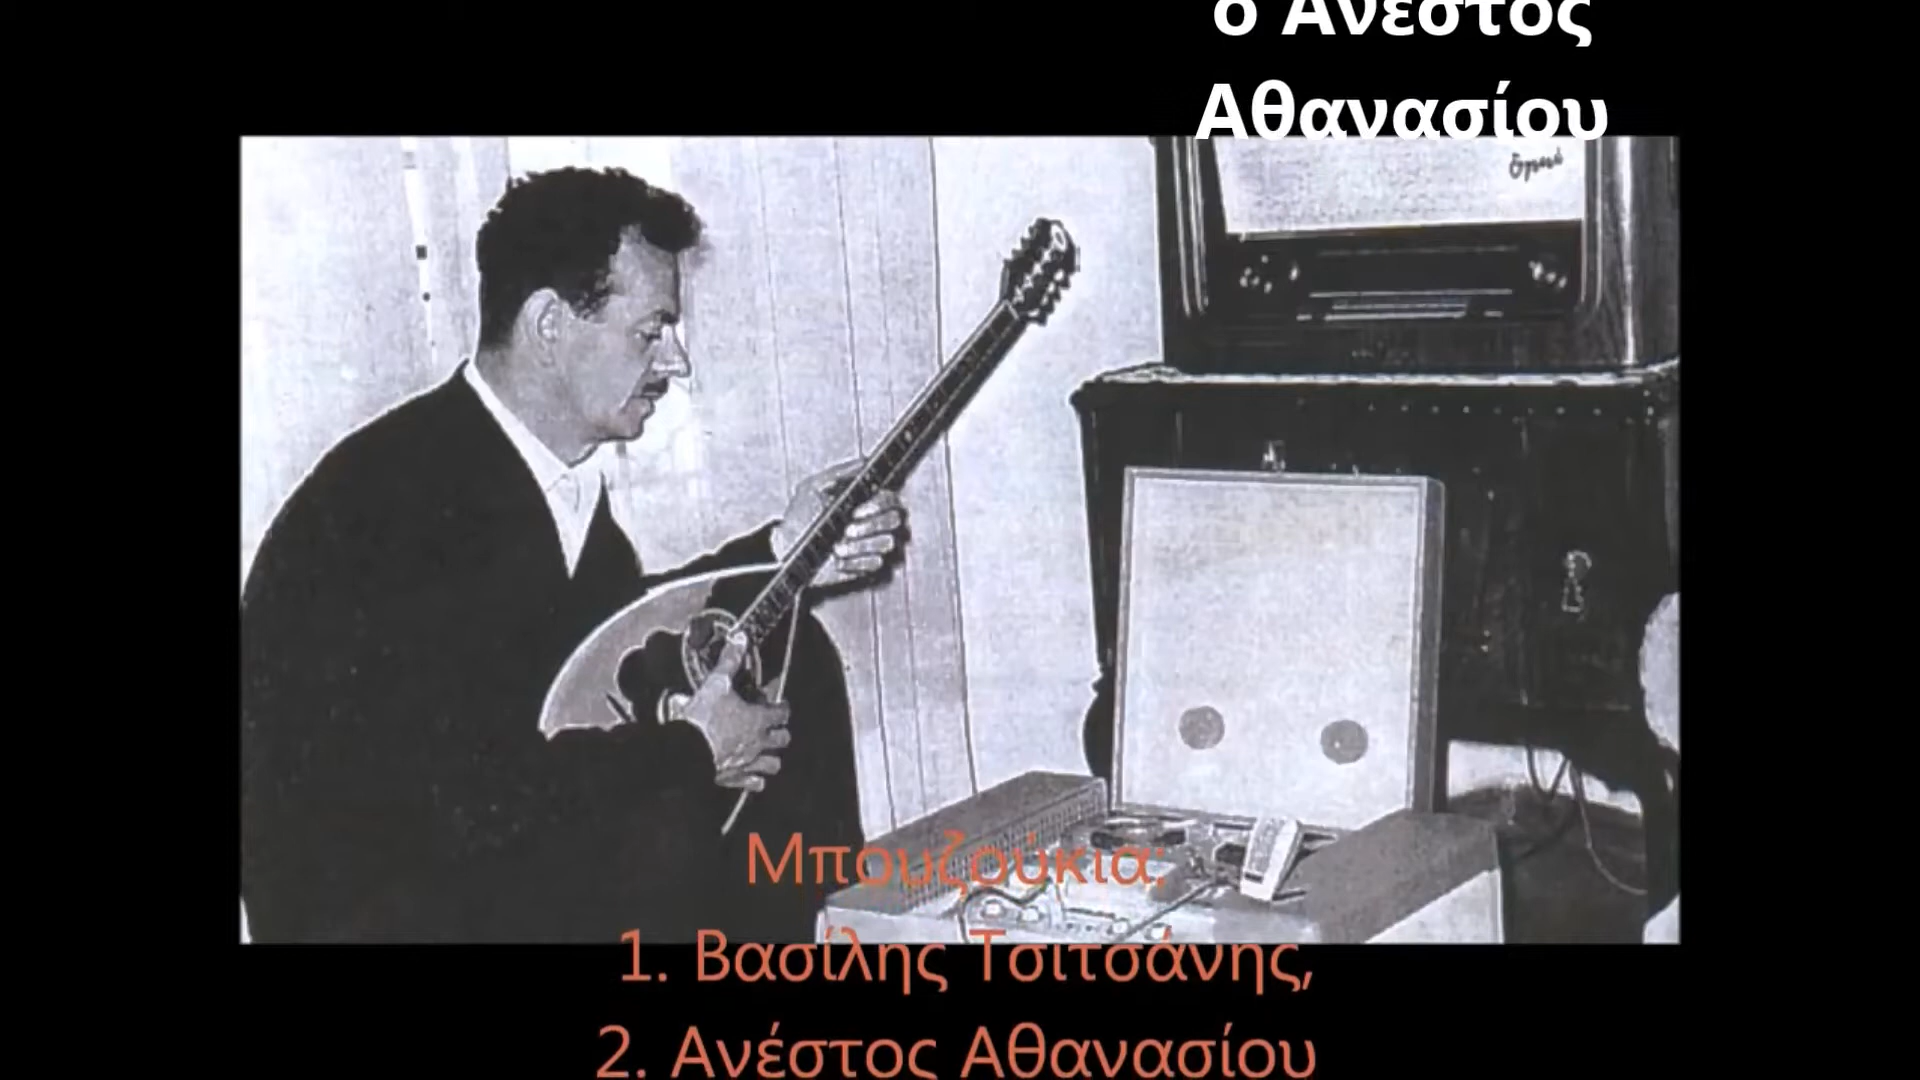 ο Ανέστος
Αθανασίου
Μπουζούκια:
1. Βασίλης Τσιτσάνης,
2. Ανέστος Αθανασίου